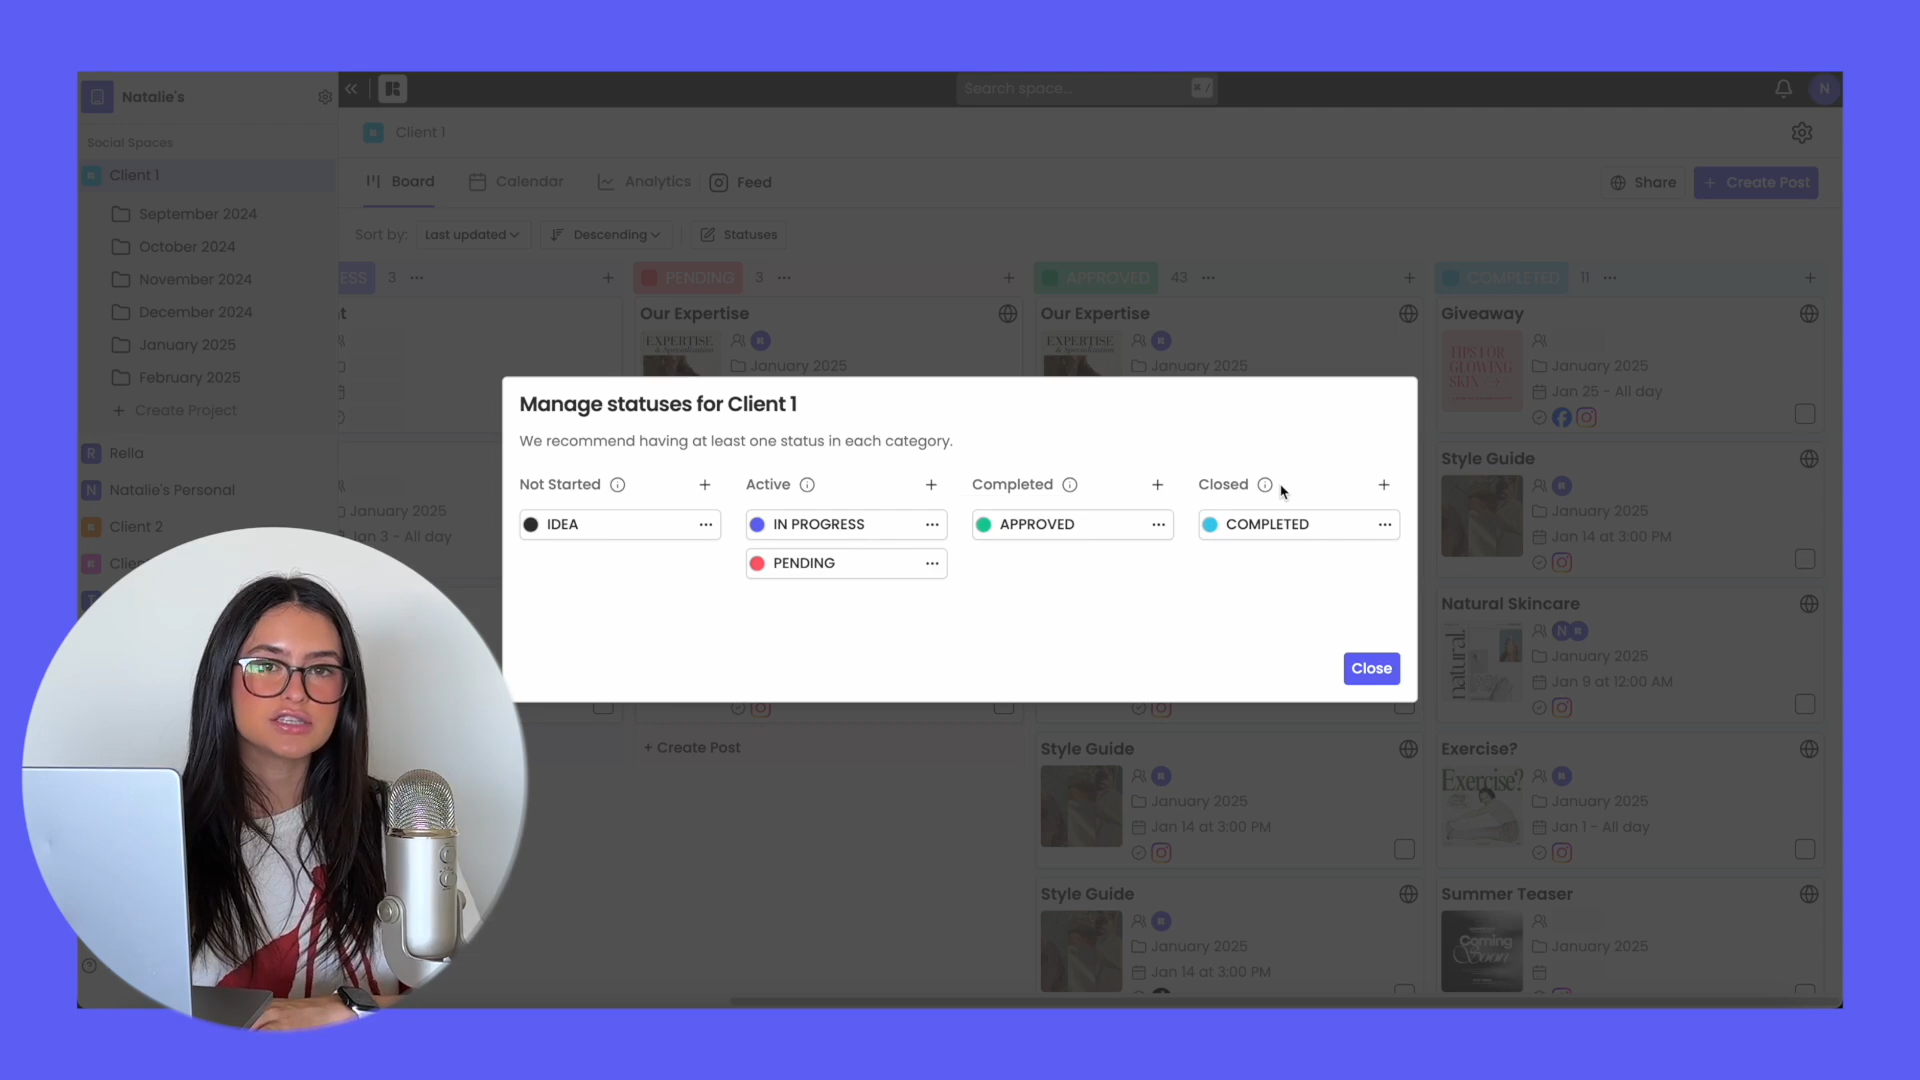 Natalie's
Search space...
⌘ /
N
Social Spaces
Client 1
Client 1
Board
Calendar
Analytics
Feed
Share
+ Create Post
September 2024
October 2024
November 2024
December 2024
January 2025
February 2025
+ Create Project
Sort by:
Last updated
Descending
Statuses
ESS 3 ... +
PENDING 3 ... +
APPROVED 43 ... +
COMPLETED 11 ... +
t
Our Expertise
EXPERTISE
& Specialization
January 2025
Our Expertise
EXPERTISE
& Specialization
January 2025
Giveaway
TIPS FOR
GLOWING
SKIN
January 2025
Jan 25 - All day
Manage statuses for Client 1
We recommend having at least one status in each category.
Not Started
Active
Completed
Closed
IDEA
IN PROGRESS
APPROVED
COMPLETED
PENDING
Close
R Rella
N Natalie's Personal
Client 2
Clie
January 2025
Jan 3 - All day
Style Guide
January 2025
Jan 14 at 3:00 PM
Natural Skincare
natural.
N
January 2025
Jan 9 at 12:00 AM
+ Create Post
Style Guide
January 2025
Jan 14 at 3:00 PM
Exercise?
Exercise?
January 2025
Jan 1 - All day
Style Guide
January 2025
Jan 14 at 3:00 PM
Summer Teaser
Coming
Soon
January 2025